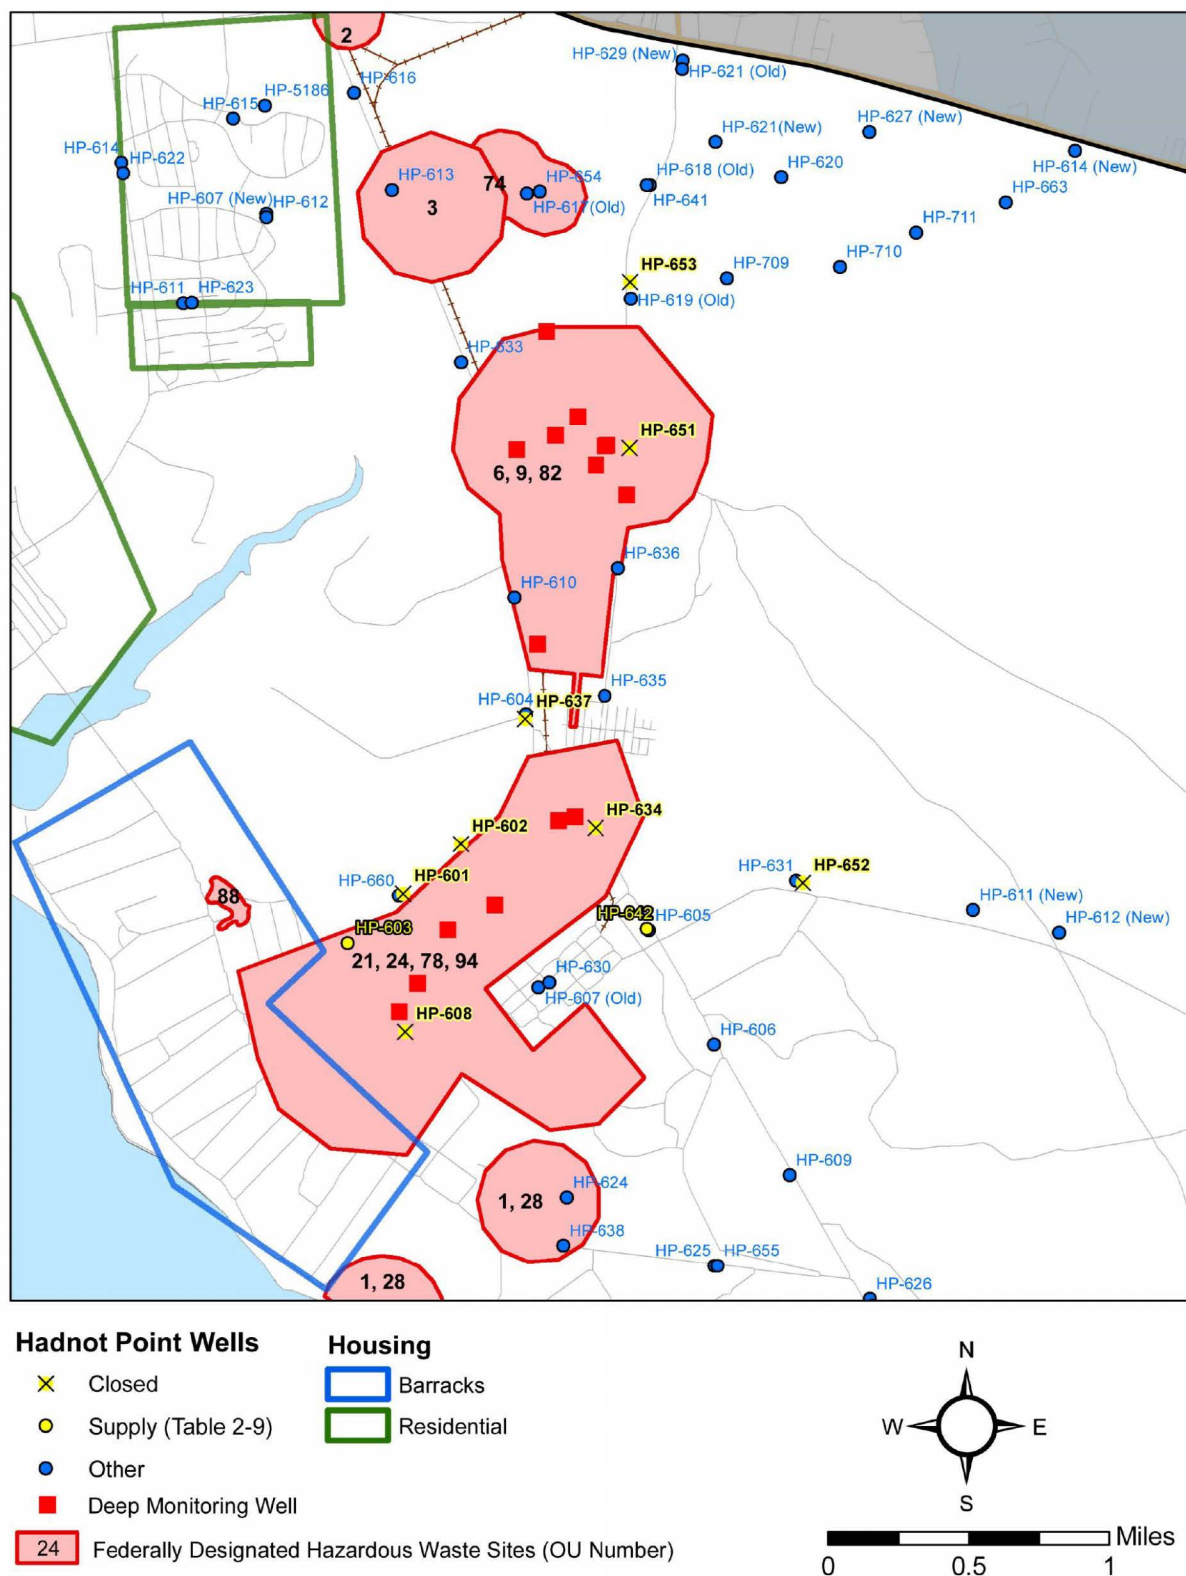 2
HP-629 (New)
HP-621 (Old)
HP-616
HP-5186
HP-615
HP-627 (New)
HP-621(New)
HP-614
HP-622
HP-618 (Old)
HP-620
HP-614 (New)
HP-613
74
HP-654
HP-641
HP-663
HP-607 (New)
HP-612
3
HP-617(Old)
HP-711
HP-653
HP-709
HP-710
HP-611
HP-623
HP-619 (Old)
HP-633
HP-651
6, 9, 82
HP-636
HP-610
HP-635
HP-604
HP-637
HP-634
HP-602
HP-631
HP-652
HP-660
HP-601
88
HP-611 (New)
HP-603
HP-642
HP-605
HP-612 (New)
21, 24, 78, 94
HP-630
HP-607 (Old)
HP-608
HP-606
HP-609
HP-624
1, 28
HP-638
HP-625
HP-655
1, 28
HP-626
Hadnot Point Wells
Closed
Supply (Table 2-9)
Other
Deep Monitoring Well
24 Federally Designated Hazardous Waste Sites (OU Number)
Housing
Barracks
Residential
N
W
E
S
Miles
0 0.5 1